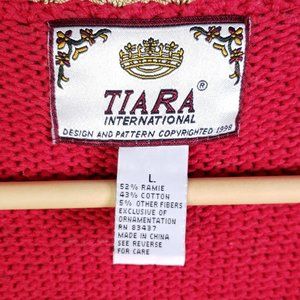 TIARA®
INTERNATIONAL
DESIGN AND PATTERN COPYRIGHTED 1998
L
52% RAMIE
43% COTTON
5% OTHER FIBERS
EXCLUSIVE OF
ORNAMENTATION
RN 83437
MADE IN CHINA
SEE REVERSE
FOR CARE